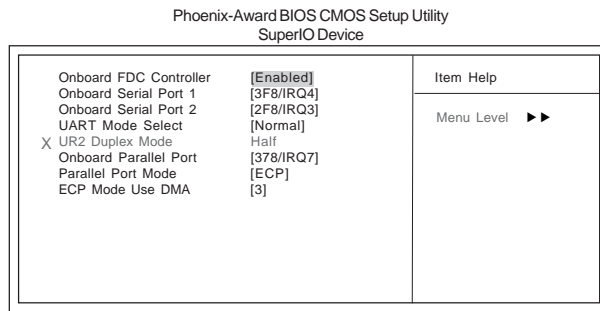 Phoenix-Award BIOS CMOS Setup Utility
SuperIO Device
Onboard FDC Controller [Enabled]
Onboard Serial Port 1 [3F8/IRQ4]
Onboard Serial Port 2 [2F8/IRQ3]
UART Mode Select [Normal]
X UR2 Duplex Mode Half
Onboard Parallel Port [378/IRQ7]
Parallel Port Mode [ECP]
ECP Mode Use DMA [3]
Item Help
Menu Level ▶▶